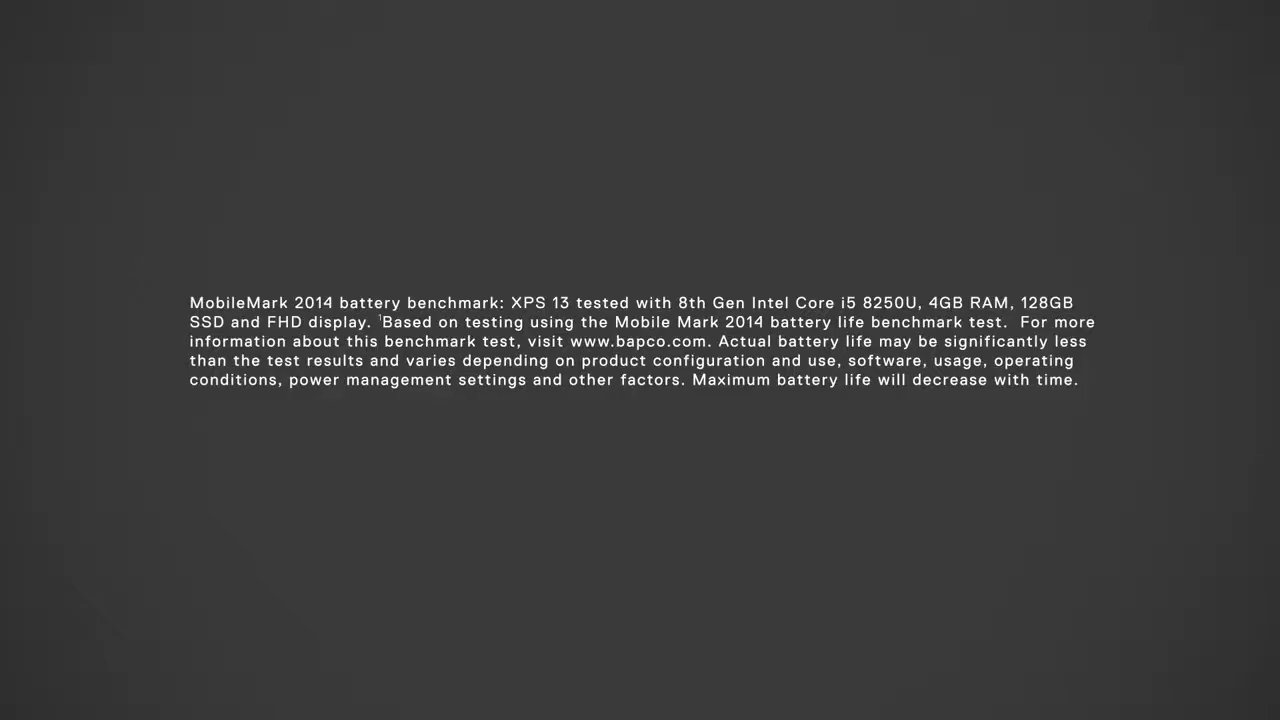 MobileMark 2014 battery benchmark: XPS 13 tested with 8th Gen Intel Core i5 8250U, 4GB RAM, 128GB
SSD and FHD display. ¹Based on testing using the Mobile Mark 2014 battery life benchmark test.  For more
information about this benchmark test, visit www.bapco.com. Actual battery life may be significantly less
than the test results and varies depending on product configuration and use, software, usage, operating
conditions, power management settings and other factors. Maximum battery life will decrease with time.